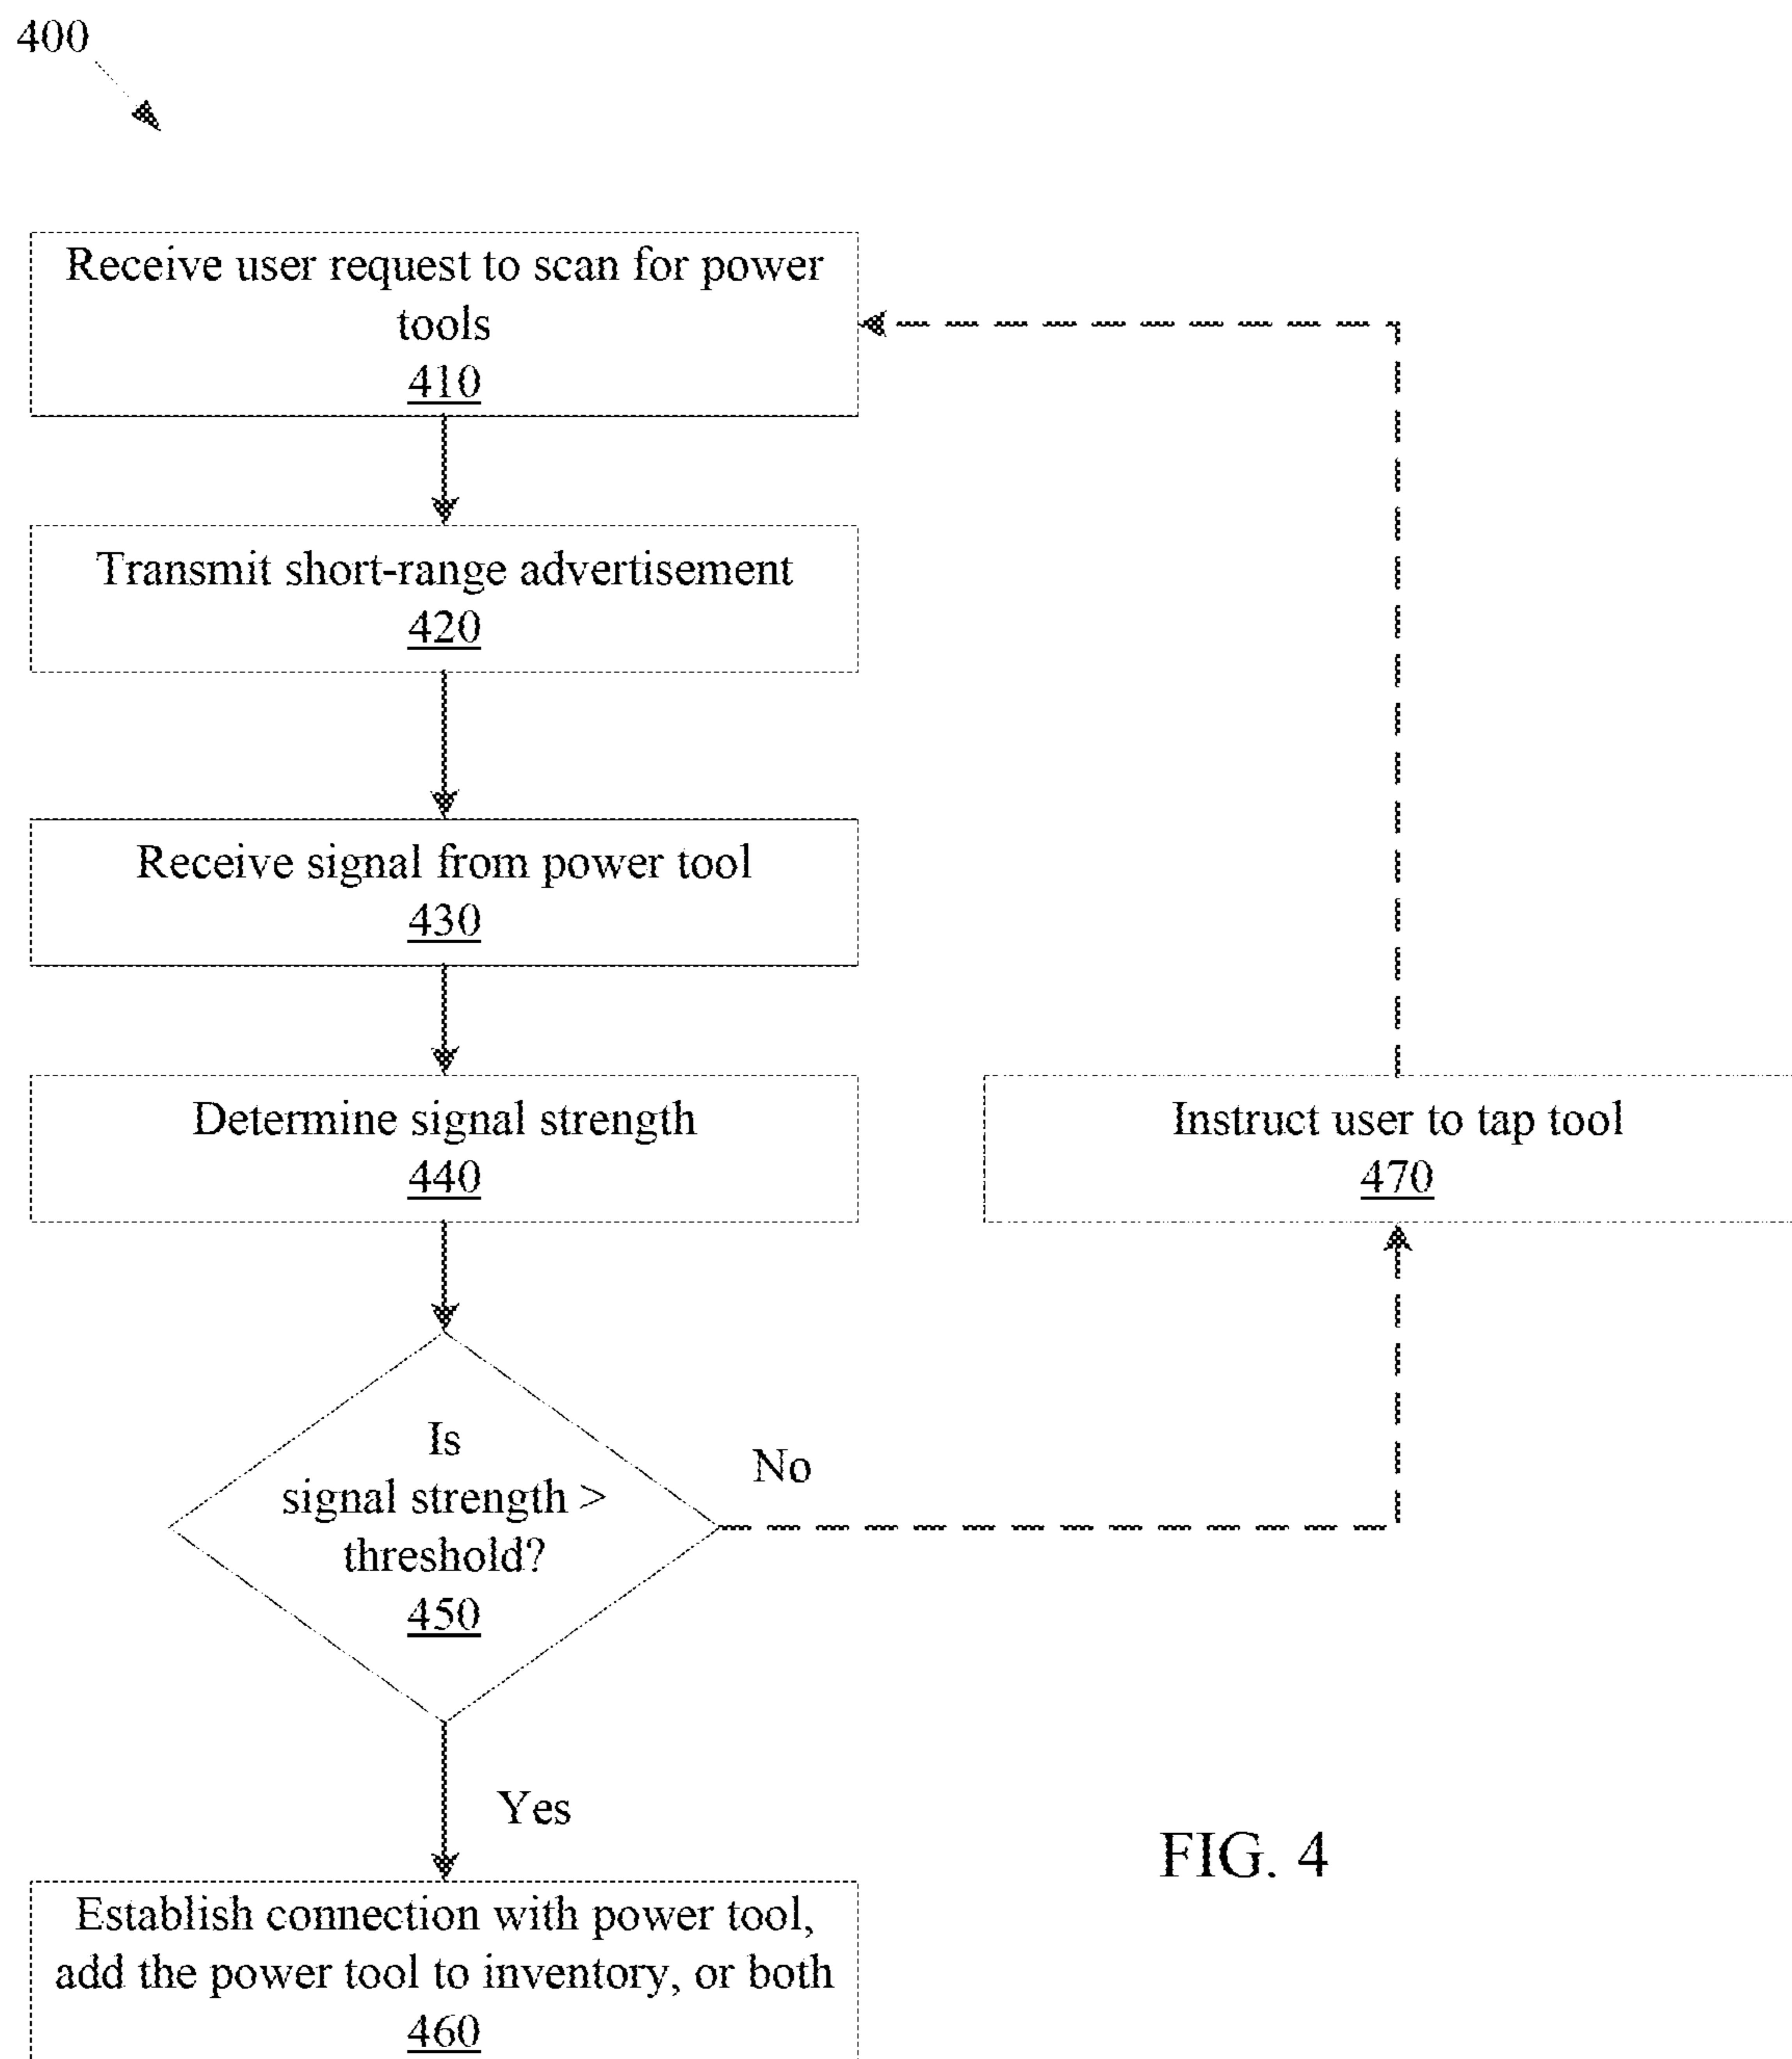 400
Receive user request to scan for power
tools
410
Transmit short-range advertisement
420
Receive signal from power tool
430
Determine signal strength
440
Instruct user to tap tool
470
Is
signal strength >
threshold?
450
No
Yes
Establish connection with power tool,
add the power tool to inventory, or both
460
FIG. 4